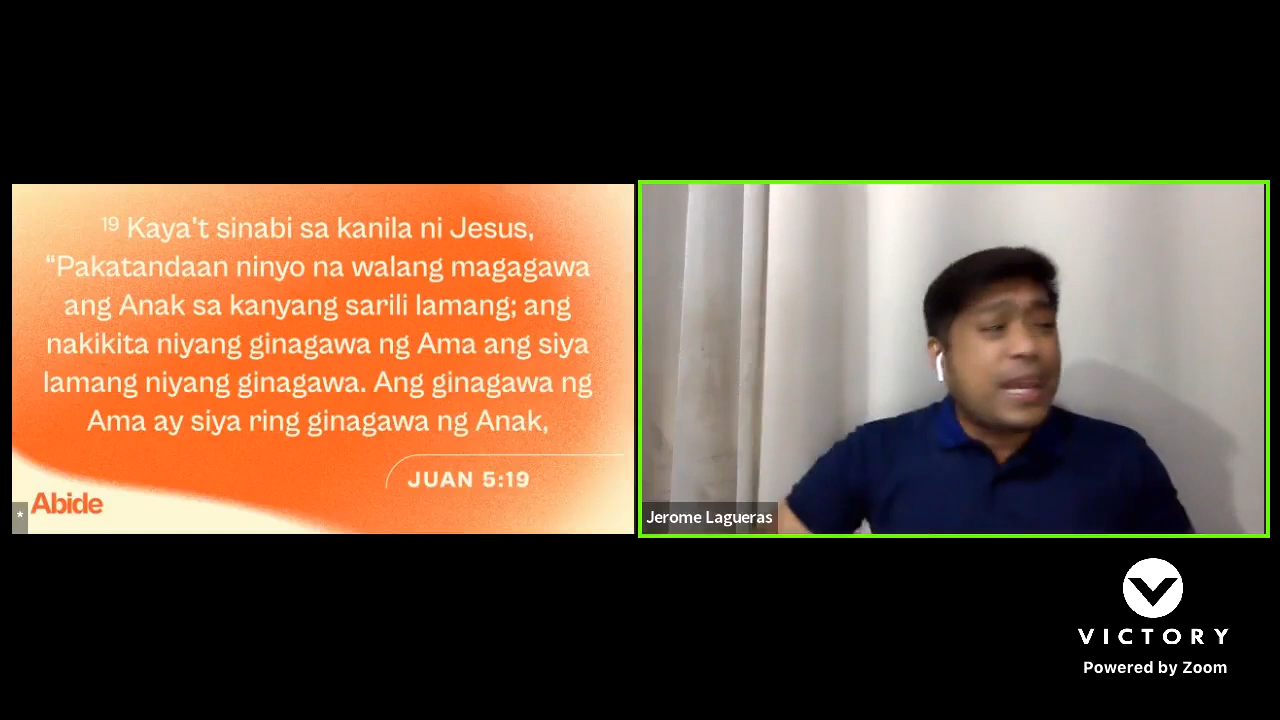 ¹⁹ Kaya't sinabi sa kanila ni Jesus,
“Pakatandaan ninyo na walang magagawa
ang Anak sa kanyang sarili lamang; ang
nakikita niyang ginagawa ng Ama ang siya
lamang niyang ginagawa. Ang ginagawa ng
Ama ay siya ring ginagawa ng Anak,
JUAN 5:19
Abide
*
Jerome Lagueras
VICTORY
Powered by Zoom